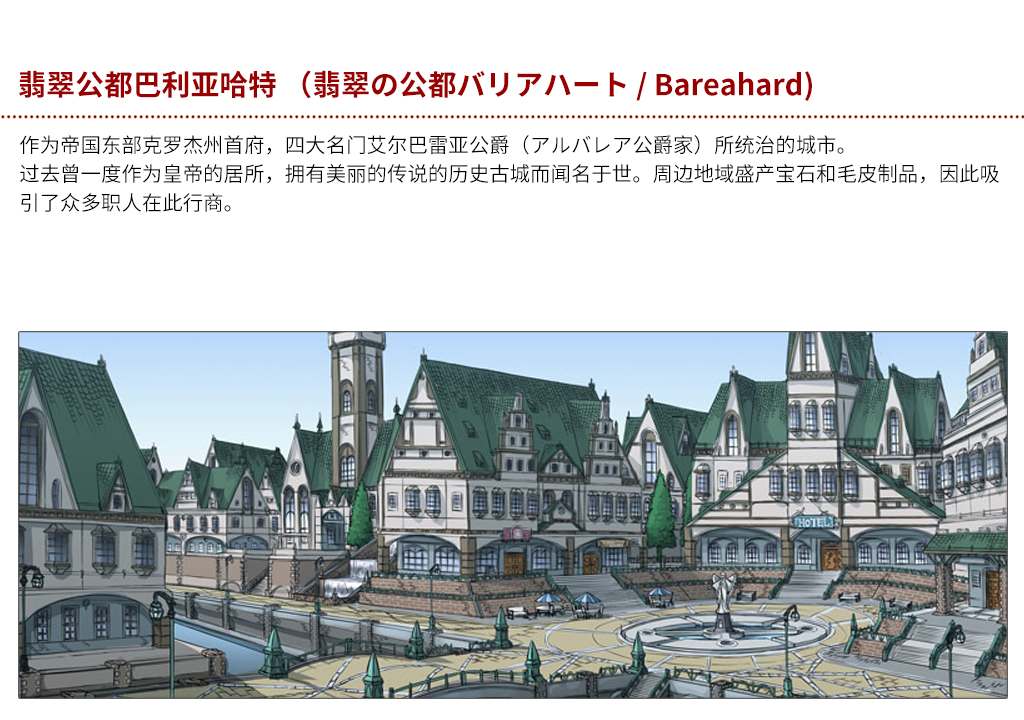 翡翠公都巴利亚哈特 （翡翠の公都バリアハート / Bareahard)
作为帝国东部克罗杰州首府，四大名门艾尔巴雷亚公爵（アルバレア公爵家）所统治的城市。
过去曾一度作为皇帝的居所，拥有美丽的传说的历史古城而闻名于世。周边地域盛产宝石和毛皮制品，因此吸
引了众多职人在此行商。
HOTEL